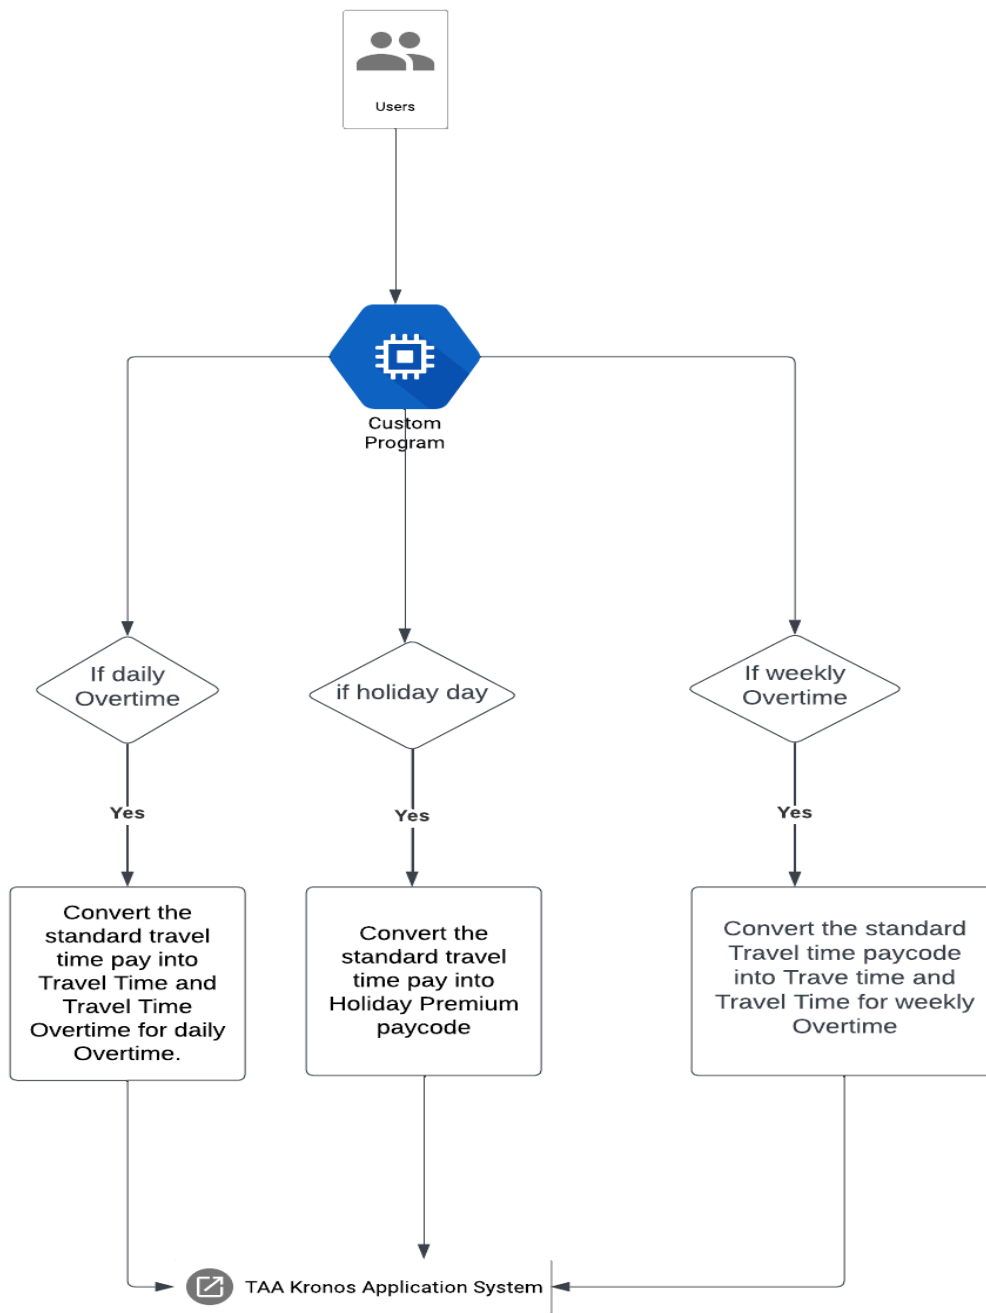 Users
Custom
Program
If daily
Overtime
if holiday day
If weekly
Overtime
Yes
Yes
Yes
Convert the
standard travel
time pay into
Travel Time and
Travel Time
Overtime for daily
Overtime.
Convert the
standard travel
time pay into
Holiday Premium
paycode
Convert the standard
Travel time paycode
into Trave time and
Travel Time for weekly
Overtime
TAA Kronos Application System